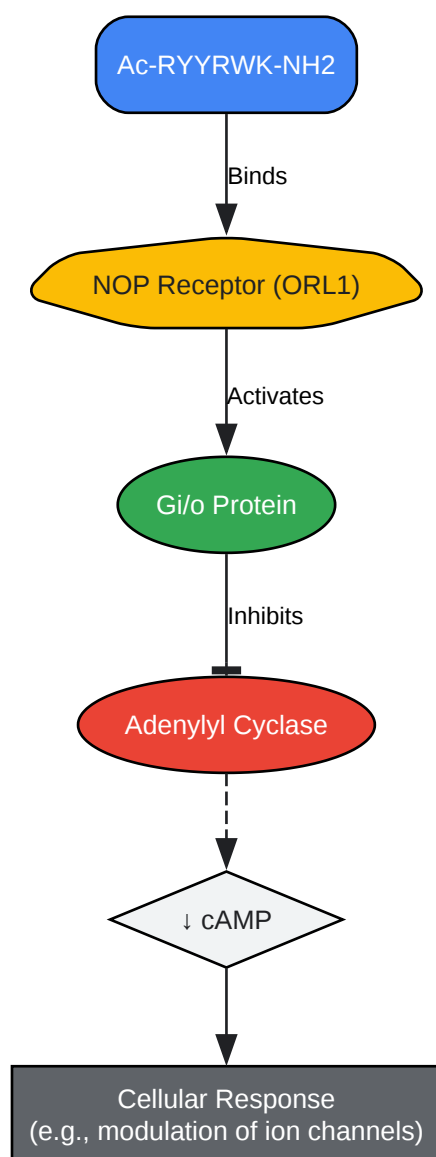 Ac-RYYRWK-NH2
Binds
NOP Receptor (ORL1)
Activates
Gi/o Protein
Inhibits
Adenylyl Cyclase
↓ cAMP
Cellular Response
(e.g., modulation of ion channels)